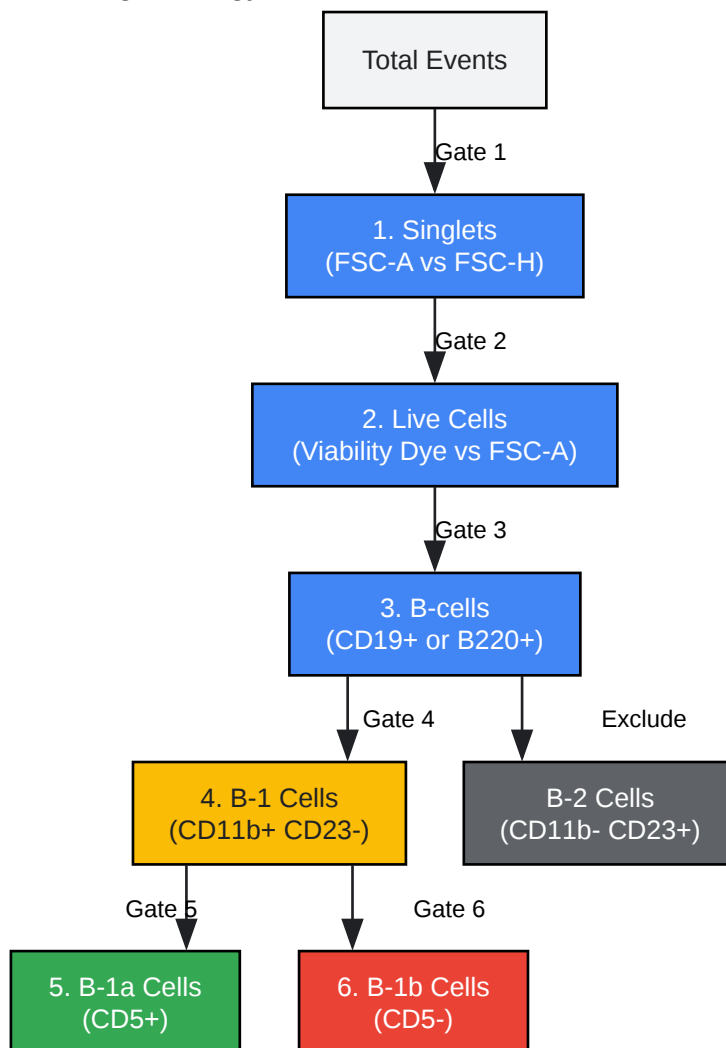 Total Events
Gate 1
1. Singlets
(FSC-A vs FSC-H)
Gate 2
2. Live Cells
(Viability Dye vs FSC-A)
Gate 3
3. B-cells
(CD19+ or B220+)
Gate 4
Exclude
4. B-1 Cells
(CD11b+ CD23-)
B-2 Cells
(CD11b- CD23+)
Gate 5
Gate 6
5. B-1a Cells
(CD5+)
6. B-1b Cells
(CD5-)